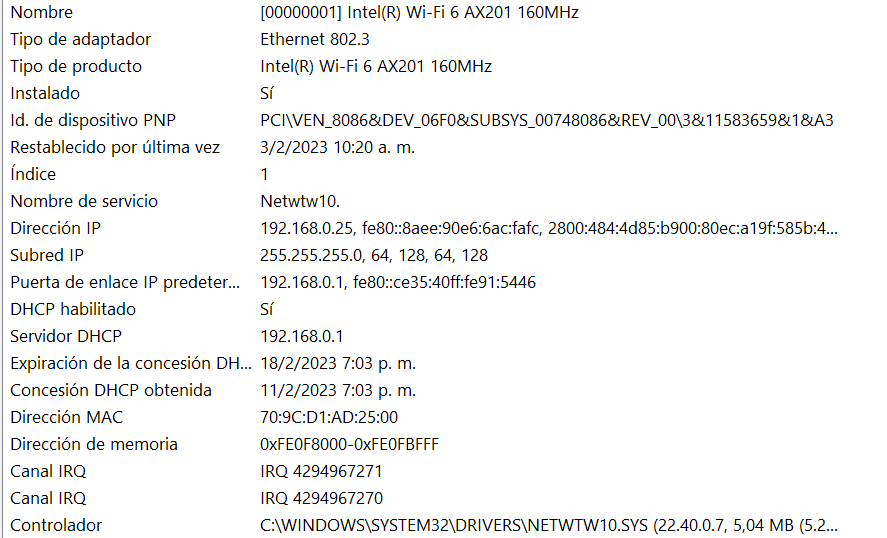 Nombre [00000001] Intel(R) Wi-Fi 6 AX201 160MHz
Tipo de adaptador Ethernet 802.3
Tipo de producto Intel(R) Wi-Fi 6 AX201 160MHz
Instalado Sí
Id. de dispositivo PNP PCI\VEN_8086&DEV_06F0&SUBSYS_00748086&REV_00\3&11583659&1&A3
Restablecido por última vez 3/2/2023 10:20 a. m.
Índice 1
Nombre de servicio Netwtw10.
Dirección IP 192.168.0.25, fe80::8aee:90e6:6ac:fafc, 2800:484:4d85:b900:80ec:a19f:585b:4...
Subred IP 255.255.255.0, 64, 128, 64, 128
Puerta de enlace IP predeter... 192.168.0.1, fe80::ce35:40ff:fe91:5446
DHCP habilitado Sí
Servidor DHCP 192.168.0.1
Expiración de la concesión DH... 18/2/2023 7:03 p. m.
Concesión DHCP obtenida 11/2/2023 7:03 p. m.
Dirección MAC 70:9C:D1:AD:25:00
Dirección de memoria 0xFE0F8000-0xFE0FBFFF
Canal IRQ IRQ 4294967271
Canal IRQ IRQ 4294967270
Controlador C:\WINDOWS\SYSTEM32\DRIVERS\NETWTW10.SYS (22.40.0.7, 5,04 MB (5.2...